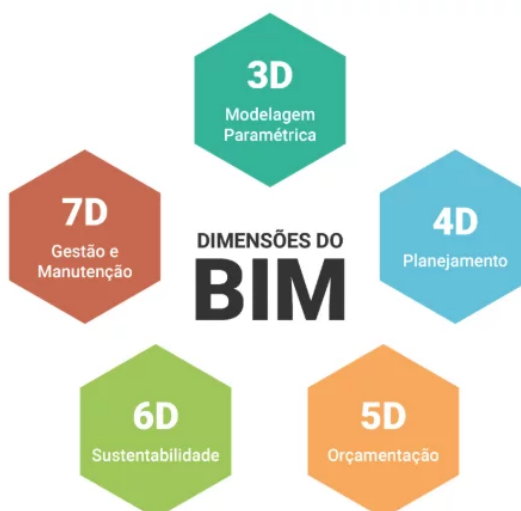 3D
Modelagem
Paramétrica
7D
Gestão e
Manutenção
DIMENSÕES DO
BIM
4D
Planejamento
6D
Sustentabilidade
5D
Orçamentação